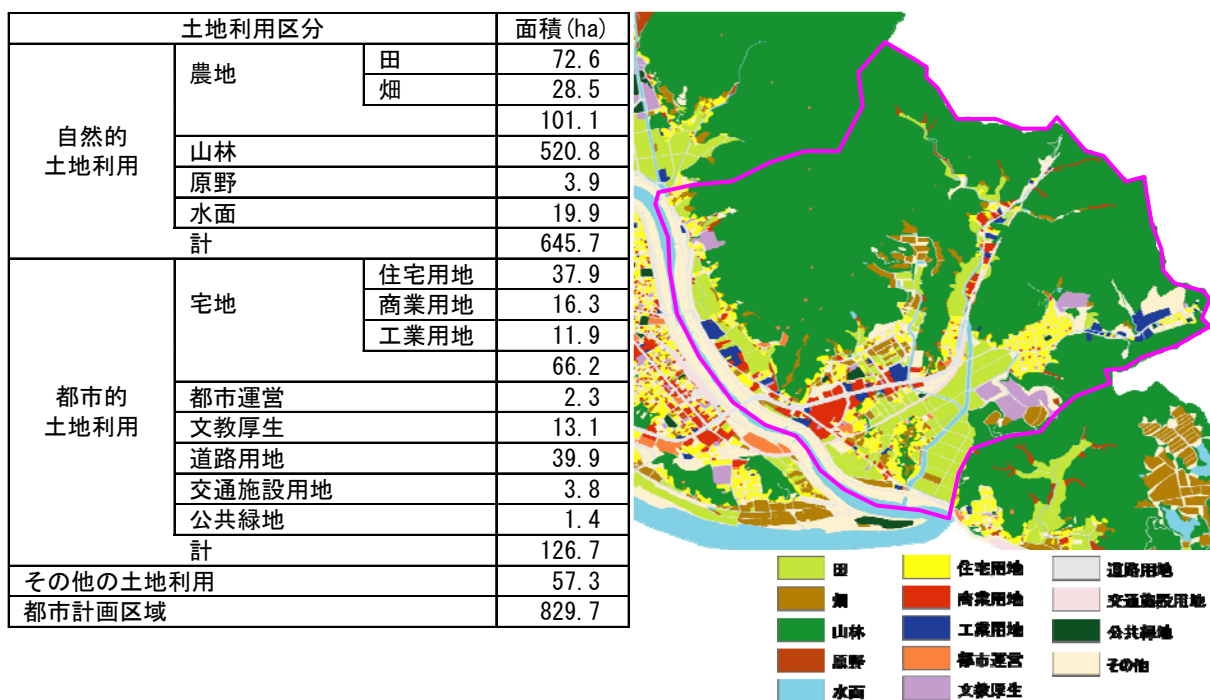 土地利用区分 面積(ha)
自然的
土地利用
農地 田 72.6
畑 28.5
101.1
山林 520.8
原野 3.9
水面 19.9
計 645.7
都市的
土地利用
宅地 住宅用地 37.9
商業用地 16.3
工業用地 11.9
66.2
都市運営 2.3
文教厚生 13.1
道路用地 39.9
交通施設用地 3.8
公共緑地 1.4
計 126.7
その他の土地利用 57.3
都市計画区域 829.7
田 住宅用地 道路用地
畑 商業用地 交通施設用地
山林 工業用地 公共緑地
原野 都市運営 その他
水面 文教厚生